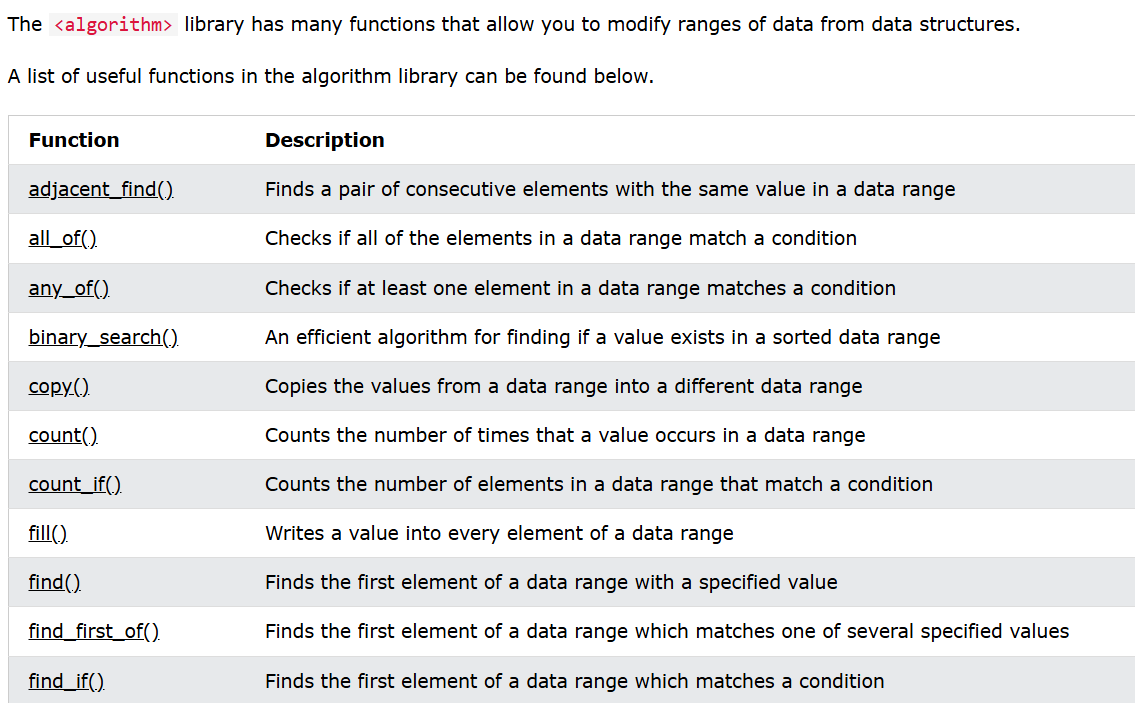 The <algorithm> library has many functions that allow you to modify ranges of data from data structures.
A list of useful functions in the algorithm library can be found below.
Function Description
adjacent_find() Finds a pair of consecutive elements with the same value in a data range
all_of() Checks if all of the elements in a data range match a condition
any_of() Checks if at least one element in a data range matches a condition
binary_search() An efficient algorithm for finding if a value exists in a sorted data range
copy() Copies the values from a data range into a different data range
count() Counts the number of times that a value occurs in a data range
count_if() Counts the number of elements in a data range that match a condition
fill() Writes a value into every element of a data range
find() Finds the first element of a data range with a specified value
find_first_of() Finds the first element of a data range which matches one of several specified values
find_if() Finds the first element of a data range which matches a condition